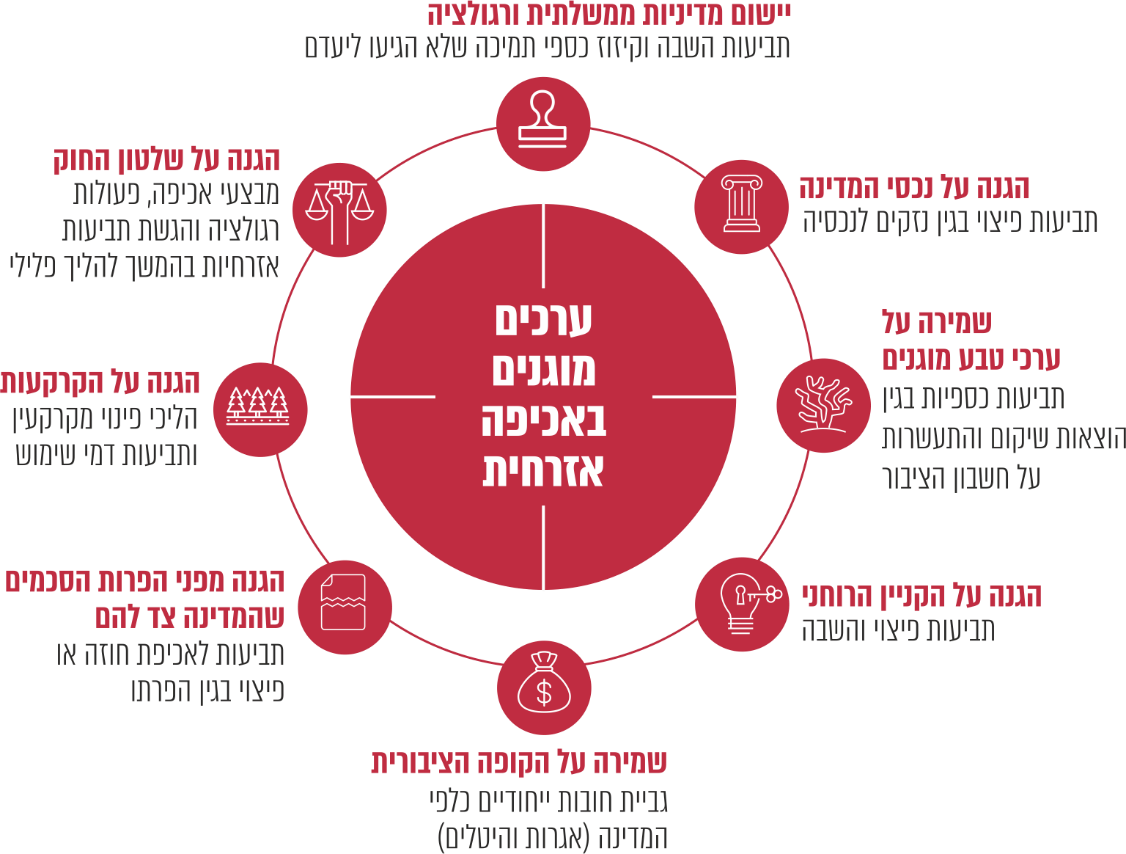 יישום מדיניות ממשלתית ורגולציה
תביעות השבה וקיזוז כספי תמיכה שלא הגיעו ליעדם
הגנה על נכסי המדינה
תביעות פיצוי בגין נזקים לנכסיה
שמירה על
ערכי טבע מוגנים
תביעות כספיות בגין
הוצאות שיקום והתעשרות
על חשבון הציבור
הגנה על הקניין הרוחני
תביעות פיצוי והשבה
שמירה על הקופה הציבורית
גביית חובות ייחודיים כלפי
המדינה (אגרות והיטלים)
הגנה מפני הפרות הסכמים
שהמדינה צד להם
תביעות לאכיפת חוזה או
פיצוי בגין הפרתו
הגנה על הקרקעות
הליכי פינוי מקרקעין
ותביעות דמי שימוש
הגנה על שלטון החוק
מבצעי אכיפה, פעולות
רגולציה והגשת תביעות
אזרחיות בהמשך להליך פלילי
ערכים
מוגנים
באכיפה
אזרחית
$